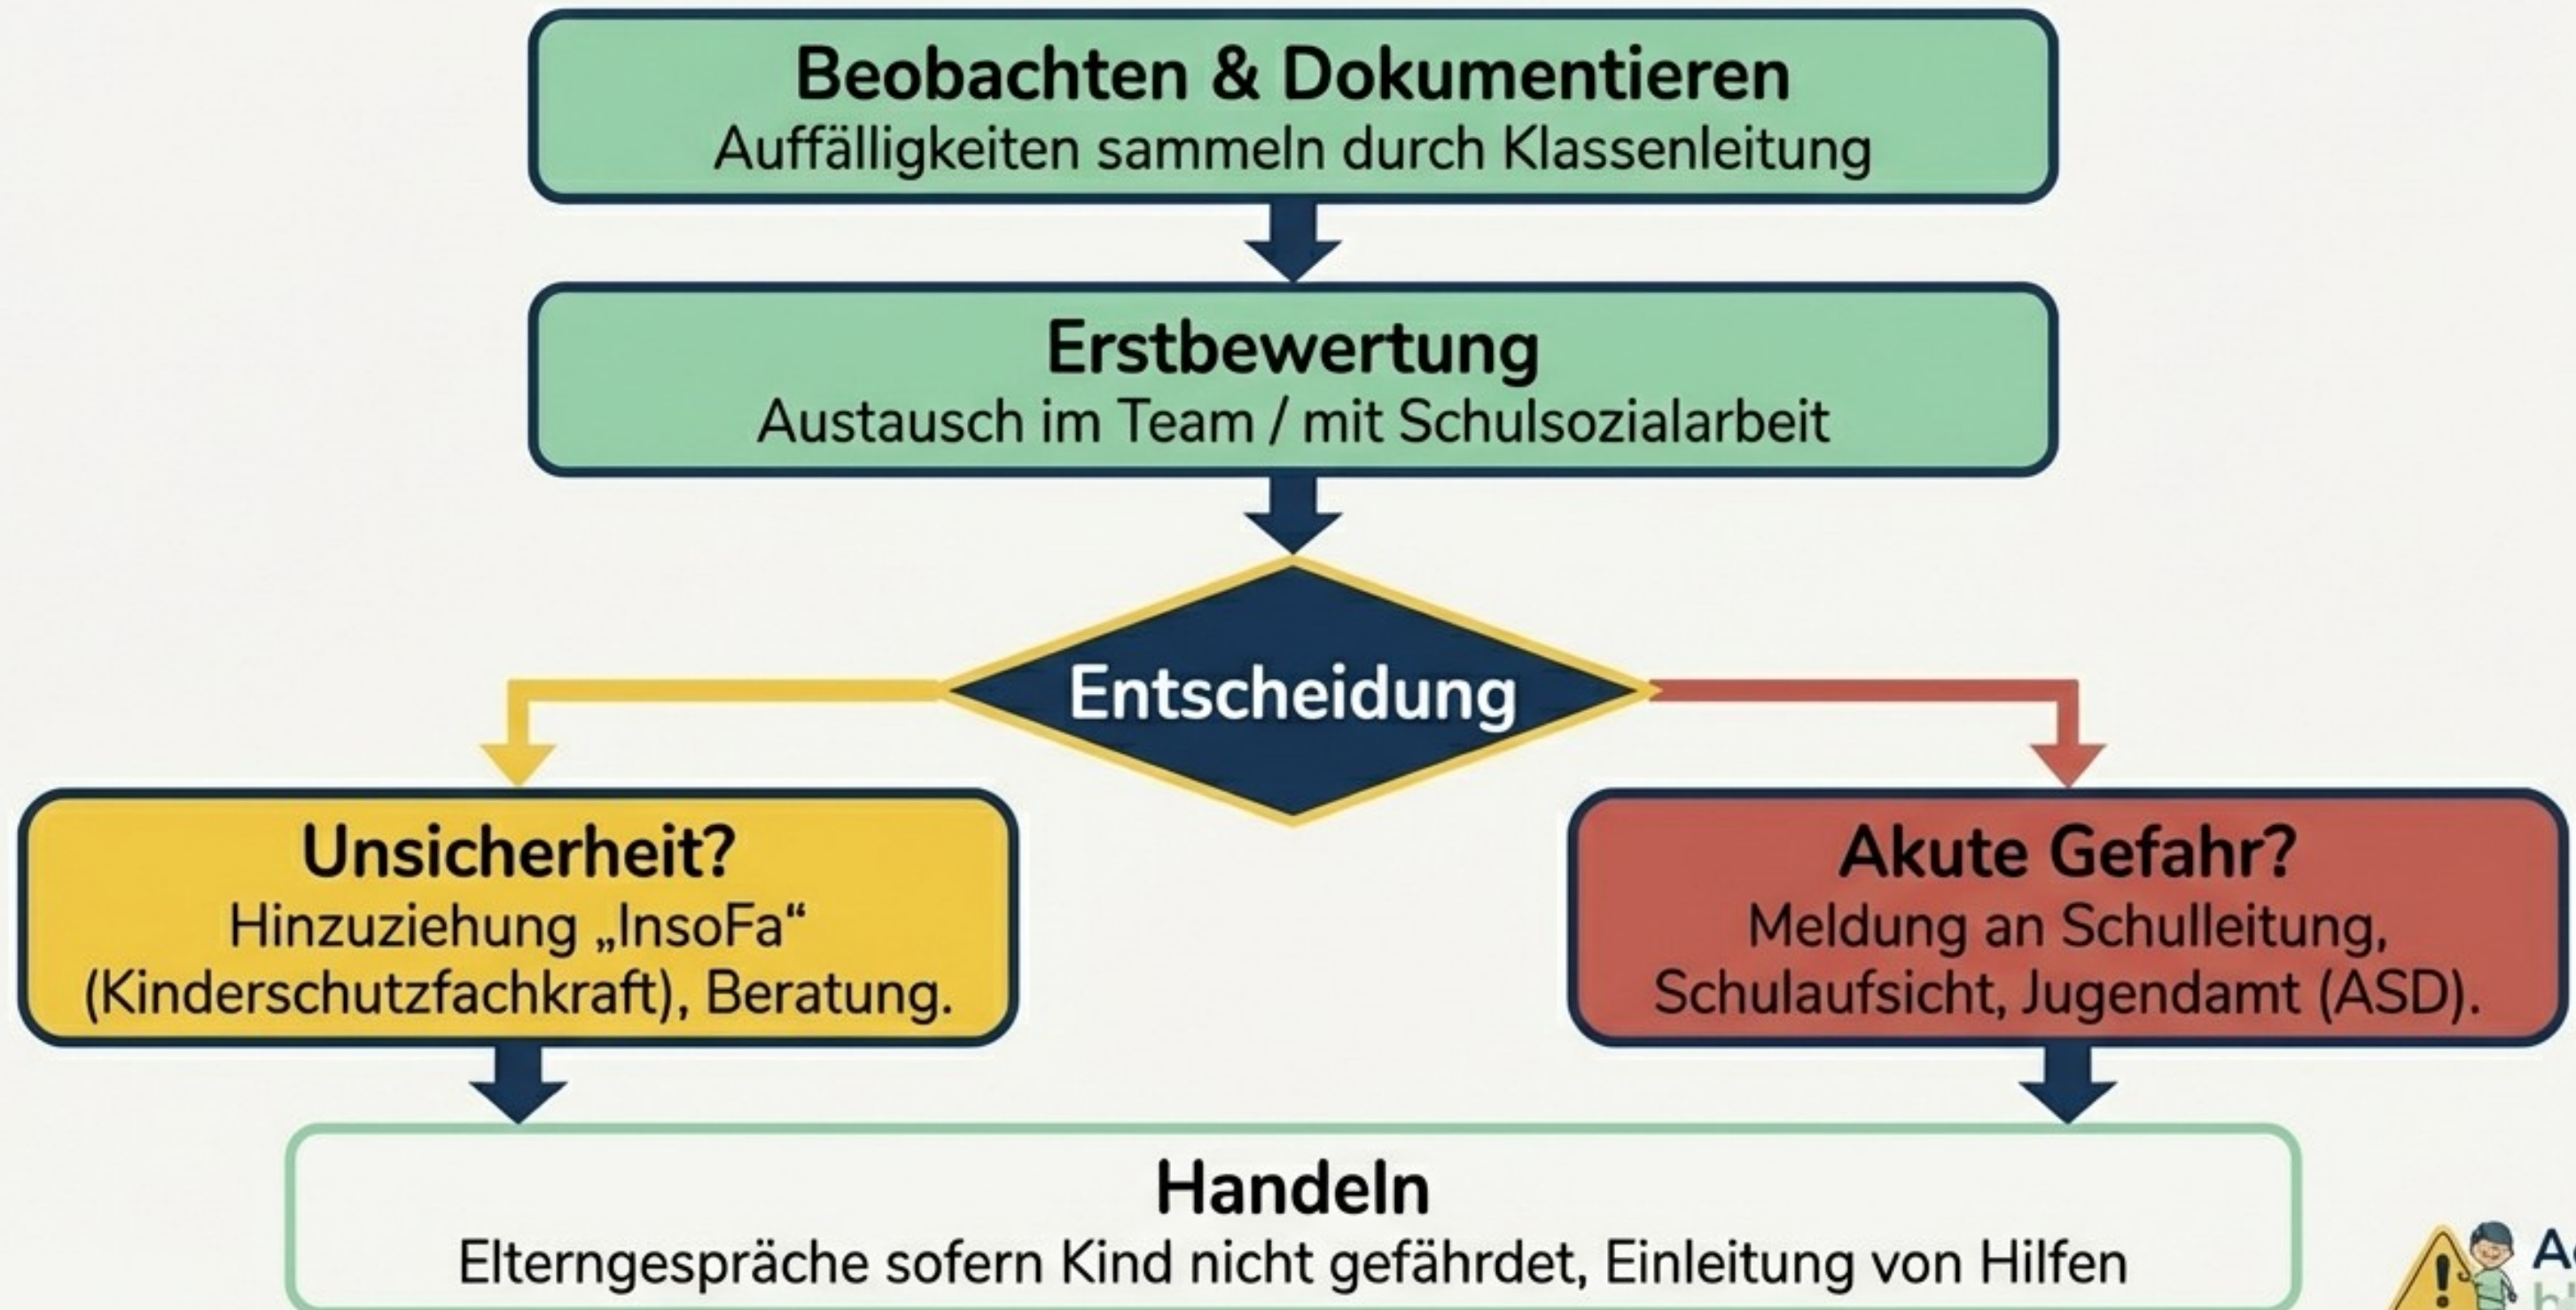 Beobachten & Dokumentieren
Auffälligkeiten sammeln durch Klassenleitung
Erstbewertung
Austausch im Team / mit Schulsozialarbeit
Entscheidung
Unsicherheit?
Hinzuziehung „InsoFa“
(Kinderschutzfachkraft), Beratung.
Akute Gefahr?
Meldung an Schulleitung,
Schulaufsicht, Jugendamt (ASD).
Handeln
Elterngespräche sofern Kind nicht gefährdet, Einleitung von Hilfen